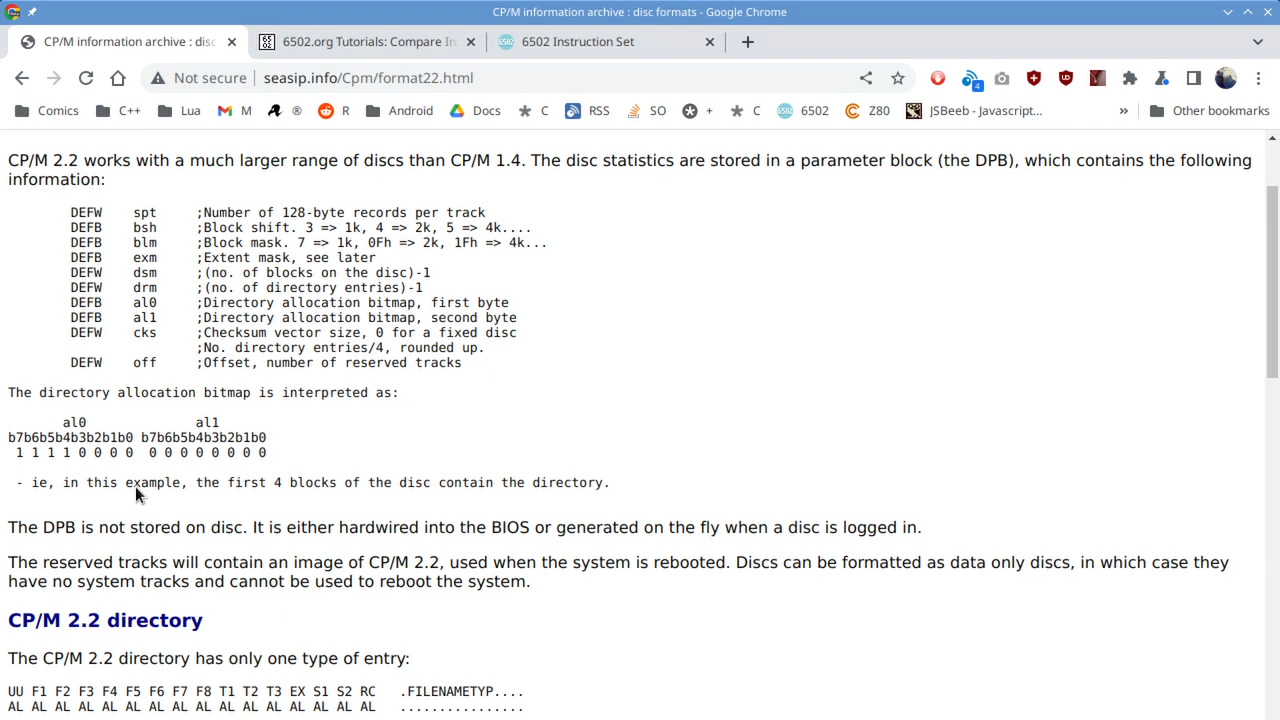 CP/M information archive : disc formats - Google Chrome
CP/M information archive : disc
6502.org Tutorials: Compare In
6502 Instruction Set
Not secure
seasip.info/Cpm/format22.html
4
Comics
C++
Lua
M
®
R
Android
Docs
C
RSS
SO
+
C
6502
Z80
JSBeeb - Javascript...
»
Other bookmarks
CP/M 2.2 works with a much larger range of discs than CP/M 1.4. The disc statistics are stored in a parameter block (the DPB), which contains the following
information:
DEFW spt ;Number of 128-byte records per track
DEFB bsh ;Block shift. 3 => 1k, 4 => 2k, 5 => 4k....
DEFB blm ;Block mask. 7 => 1k, 0Fh => 2k, 1Fh => 4k...
DEFB exm ;Extent mask, see later
DEFW dsm ;(no. of blocks on the disc)-1
DEFW drm ;(no. of directory entries)-1
DEFB al0 ;Directory allocation bitmap, first byte
DEFB al1 ;Directory allocation bitmap, second byte
DEFW cks ;Checksum vector size, 0 for a fixed disc
;No. directory entries/4, rounded up.
DEFW off ;Offset, number of reserved tracks
The directory allocation bitmap is interpreted as:
al0 al1
b7b6b5b4b3b2b1b0 b7b6b5b4b3b2b1b0
1 1 1 1 0 0 0 0 0 0 0 0 0 0 0 0
- ie, in this example, the first 4 blocks of the disc contain the directory.
The DPB is not stored on disc. It is either hardwired into the BIOS or generated on the fly when a disc is logged in.
The reserved tracks will contain an image of CP/M 2.2, used when the system is rebooted. Discs can be formatted as data only discs, in which case they
have no system tracks and cannot be used to reboot the system.
CP/M 2.2 directory
The CP/M 2.2 directory has only one type of entry:
UU F1 F2 F3 F4 F5 F6 F7 F8 T1 T2 T3 EX S1 S2 RC .FILENAMETYP....
AL AL AL AL AL AL AL AL AL AL AL AL AL AL AL AL ................